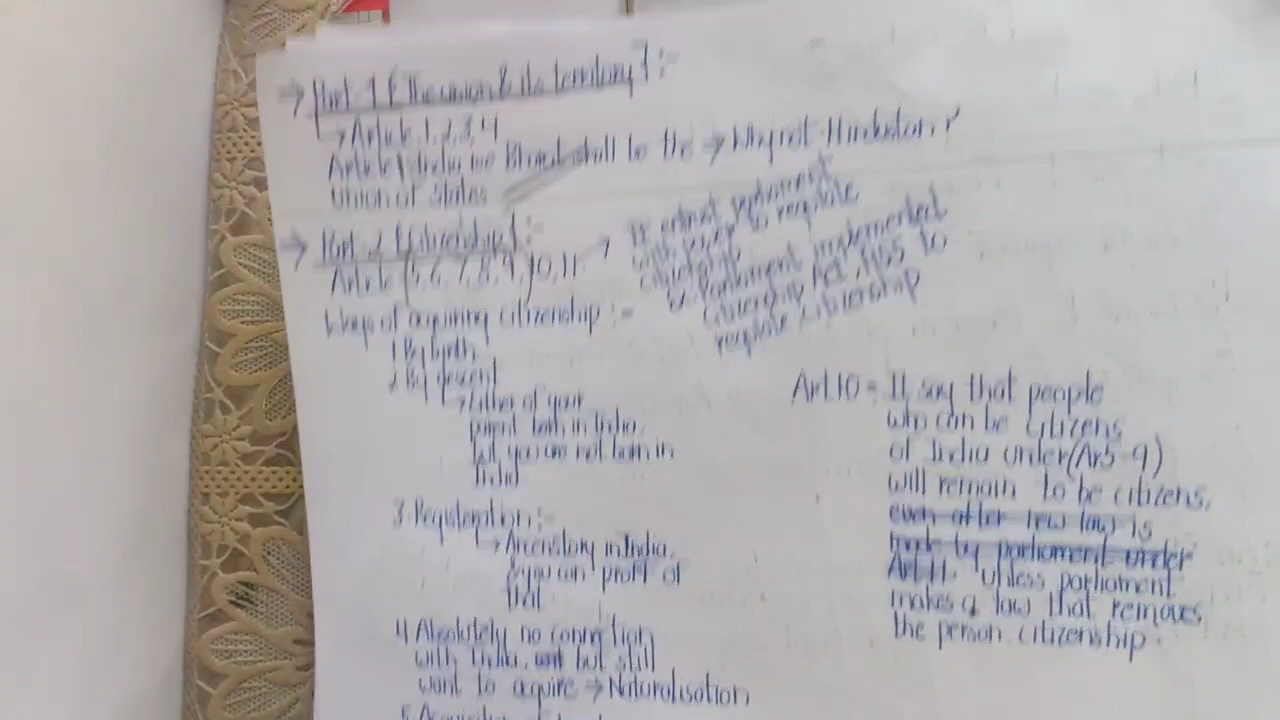 → Part-1 { The union & its territory } :-
↳ Article 1,2,3,4
Article 1: India, i.e Bharat shall be the → Why not Hindustan?
Union of States
→ Part-2 { Citizenship } :-
Article (5,6,7,8,9,) 10, 11 →
It entrust parliament
with power to regulate
citizenship
Parliament implemented
Citizenship Act, 1955 to
regulate citizenship
Ways of acquiring citizenship :-
1 By birth
2 By descent
↳ Either of your
parent born in India,
but you are not born in
India
3 Registeration :-
↳ Ancenstory in India,
& you can proff of
that
4 Absolutely no connection
with India, but still
want to acquire → Naturalisation
Art.10 = It say that people
who can be citizens
of India under (Ar5-9)
will remain to be citizens,
even after new law is
made by parliament under
Art.11. unless parliament
makes a law that removes
the person citizenship.